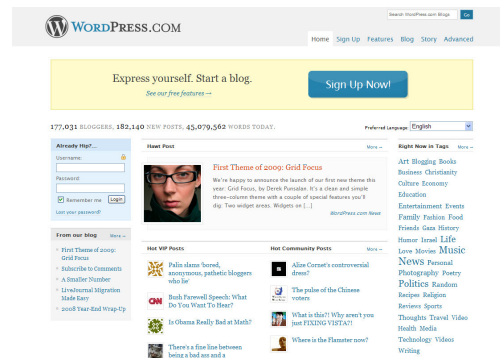 Search WordPress.com Blogs
Go
WORDPRESS.COM
Home Sign Up Features Blog Story Advanced
Express yourself. Start a blog.
See our free features →
Sign Up Now!
177,031 BLOGGERS, 182,140 NEW POSTS, 45,079,562 WORDS TODAY.
Preferred Language: English
Already Hip?...
Username:
Password:
Remember me Login
Lost your password?
From our blog More →
First Theme of 2009:
Grid Focus
Subscribe to Comments
A Smaller Number
LiveJournal Migration
Made Easy
2008 Year-End Wrap-Up
Hawt Post More →
First Theme of 2009: Grid Focus
We're happy to announce the launch of our first new theme this
year: Grid Focus, by Derek Punsalan. It's a clean and simple
three-column theme with a couple of special features you'll
dig: Two widget areas. Widgets on [...]
WordPress.com News
Hot VIP Posts More →
Palin slams 'bored,
anonymous, pathetic bloggers
who lie'
CNN
Bush Farewell Speech: What
Do You Want To Hear?
Is Obama Really Bad at Math?
There's a fine line between
being a bad ass and a
Hot Community Posts More →
Alice Cornet's controversial
dress?
The pulse of the Chinese
voters
What is this?! Why aren't you
just FIXING VISTA?!
Where is the Flamster now?
Right Now in Tags More →
Art Blogging Books
Business Christianity
Culture Economy
Education
Entertainment Events
Family Fashion Food
Friends Gaza History
Humor Israel Life
Love Movies Music
News Personal
Photography Poetry
Politics Random
Recipes Religion
Reviews Sports
Thoughts Travel Video
Health Media
Technology Videos
Writing